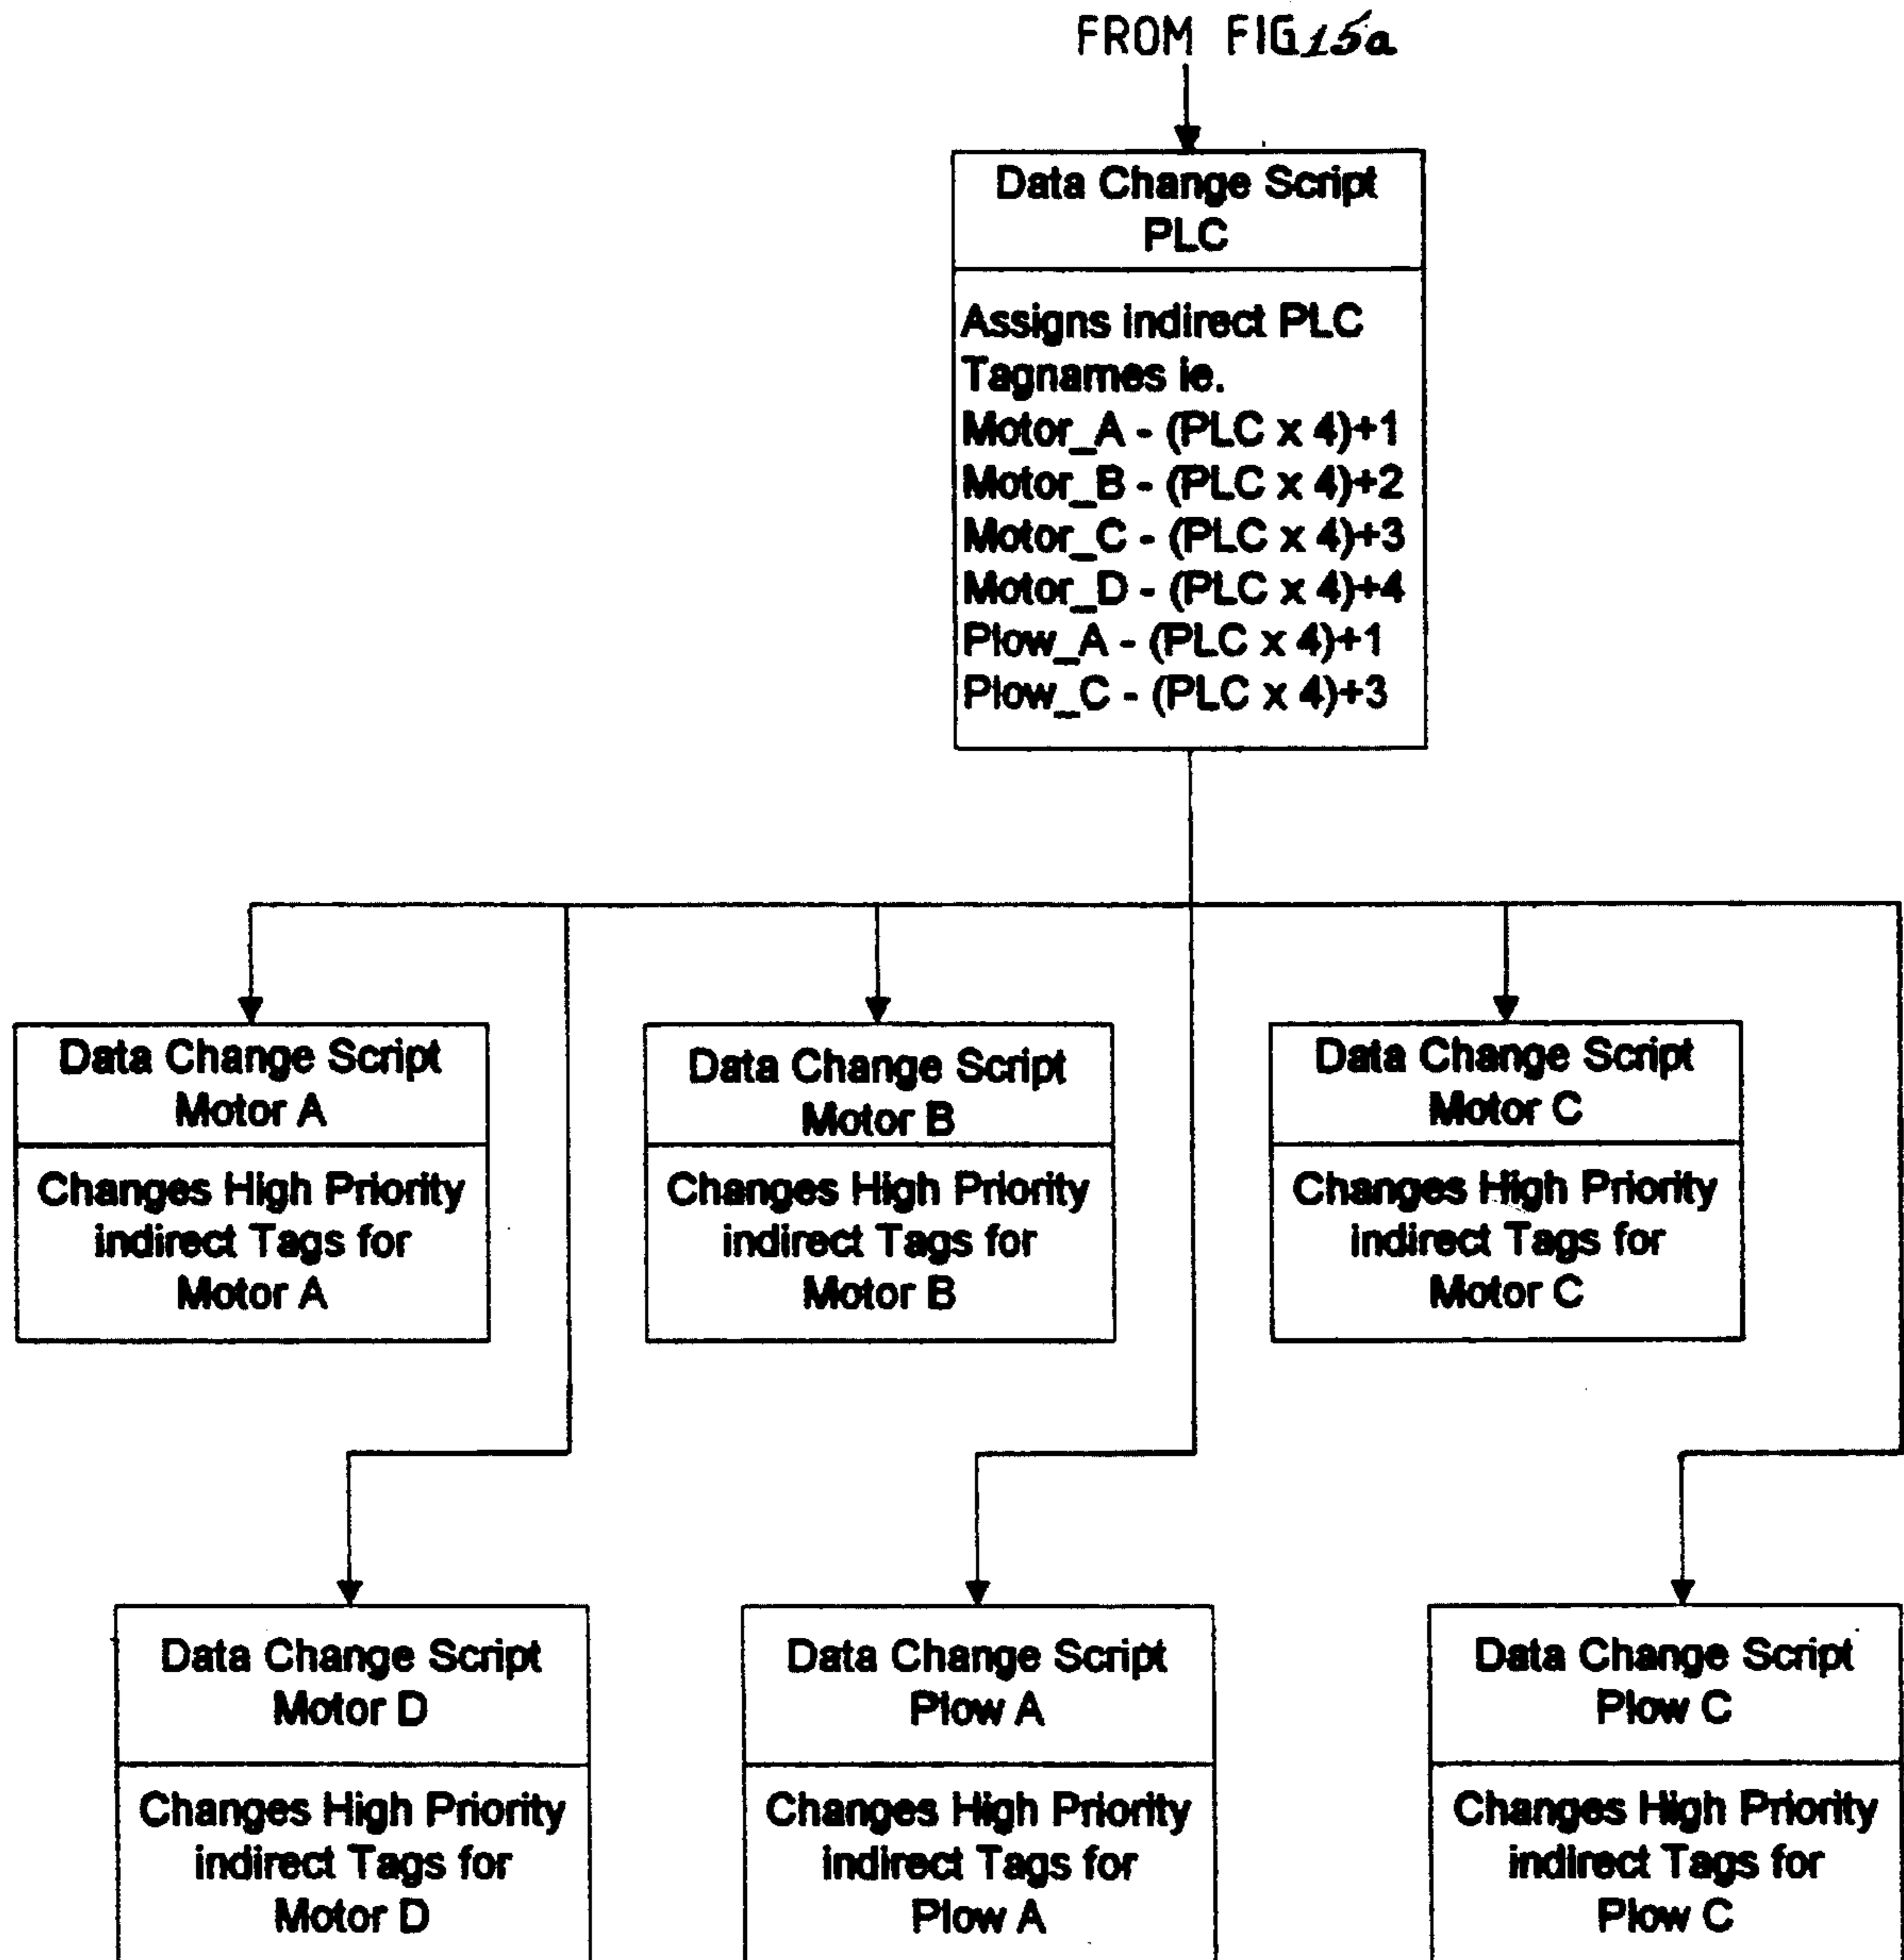 FROM FIG 15a
Data Change Script
PLC
Assigns indirect PLC
Tagnames ie.
Motor_A - (PLC x 4)+1
Motor_B - (PLC x 4)+2
Motor_C - (PLC x 4)+3
Motor_D - (PLC x 4)+4
Plow_A - (PLC x 4)+1
Plow_C - (PLC x 4)+3
Data Change Script
Motor A
Changes High Priority
indirect Tags for
Motor A
Data Change Script
Motor B
Changes High Priority
indirect Tags for
Motor B
Data Change Script
Motor C
Changes High Priority
indirect Tags for
Motor C
Data Change Script
Motor D
Changes High Priority
indirect Tags for
Motor D
Data Change Script
Plow A
Changes High Priority
indirect Tags for
Plow A
Data Change Script
Plow C
Changes High Priority
indirect Tags for
Plow C